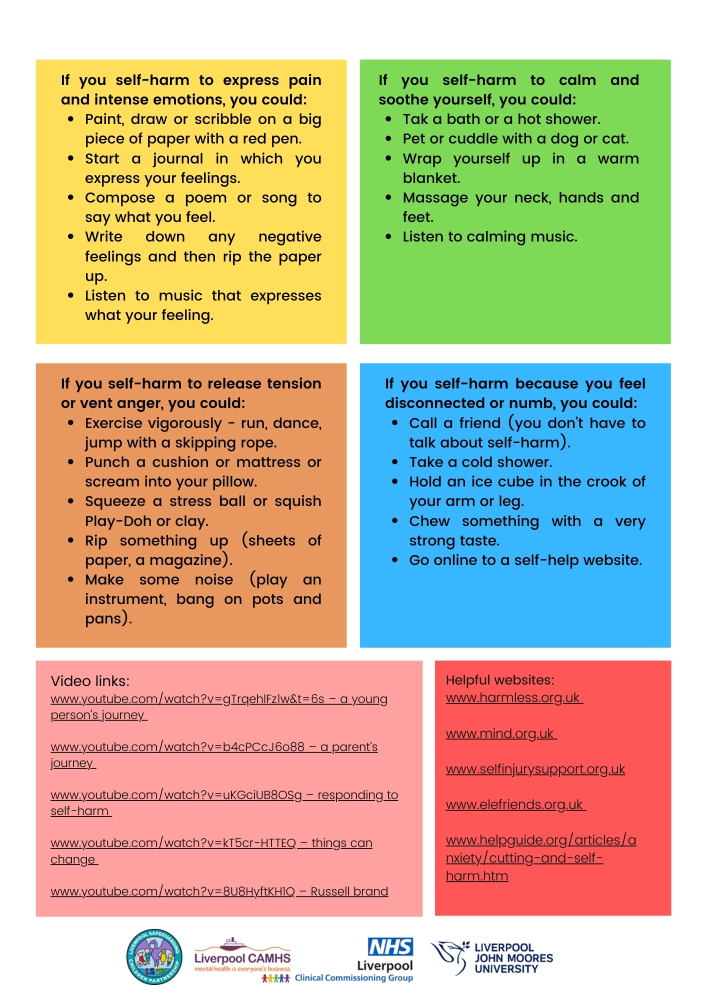 If you self-harm to express pain
and intense emotions, you could:
• Paint, draw or scribble on a big
piece of paper with a red pen.
• Start a journal in which you
express your feelings.
• Compose a poem or song to
say what you feel.
• Write down any negative
feelings and then rip the paper
up.
• Listen to music that expresses
what your feeling.
If you self-harm to calm and
soothe yourself, you could:
• Tak a bath or a hot shower.
• Pet or cuddle with a dog or cat.
• Wrap yourself up in a warm
blanket.
• Massage your neck, hands and
feet.
• Listen to calming music.
If you self-harm to release tension
or vent anger, you could:
• Exercise vigorously - run, dance,
jump with a skipping rope.
• Punch a cushion or mattress or
scream into your pillow.
• Squeeze a stress ball or squish
Play-Doh or clay.
• Rip something up (sheets of
paper, a magazine).
• Make some noise (play an
instrument, bang on pots and
pans).
If you self-harm because you feel
disconnected or numb, you could:
• Call a friend (you don't have to
talk about self-harm).
• Take a cold shower.
• Hold an ice cube in the crook of
your arm or leg.
• Chew something with a very
strong taste.
• Go online to a self-help website.
Video links:
www.youtube.com/watch?v=gTrqehlFz1w&t=6s – a young
person's journey
www.youtube.com/watch?v=b4cPCcJ6o88 – a parent's
journey
www.youtube.com/watch?v=uKGciUB8OSg – responding to
self-harm
www.youtube.com/watch?v=kT5cr-HTTEQ – things can
change
www.youtube.com/watch?v=8U8HyftKH1Q – Russell brand
Helpful websites:
www.harmless.org.uk
www.mind.org.uk
www.selfinjurysupport.org.uk
www.elefriends.org.uk
www.helpguide.org/articles/a
nxiety/cutting-and-self-
harm.htm
LIVERPOOL SAFEGUARDING
CHILDREN PARTNERSHIP
LSCP
Liverpool CAMHS
mental health is everyone's business
NHS
Liverpool
Clinical Commissioning Group
LIVERPOOL
JOHN MOORES
UNIVERSITY